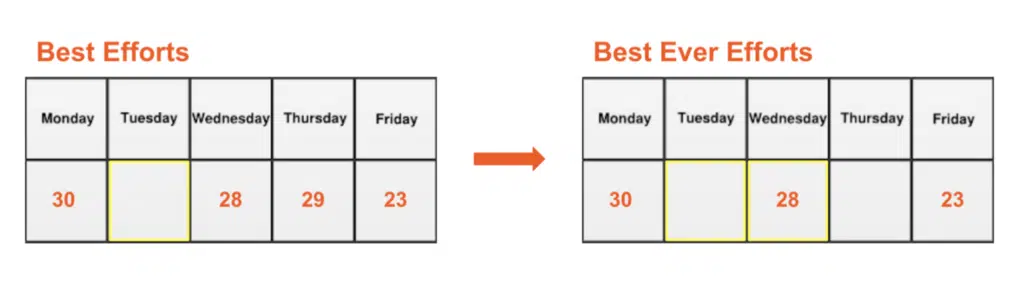 Best Efforts
Monday Tuesday Wednesday Thursday Friday
30 28 29 23
Best Ever Efforts
Monday Tuesday Wednesday Thursday Friday
30 28 23